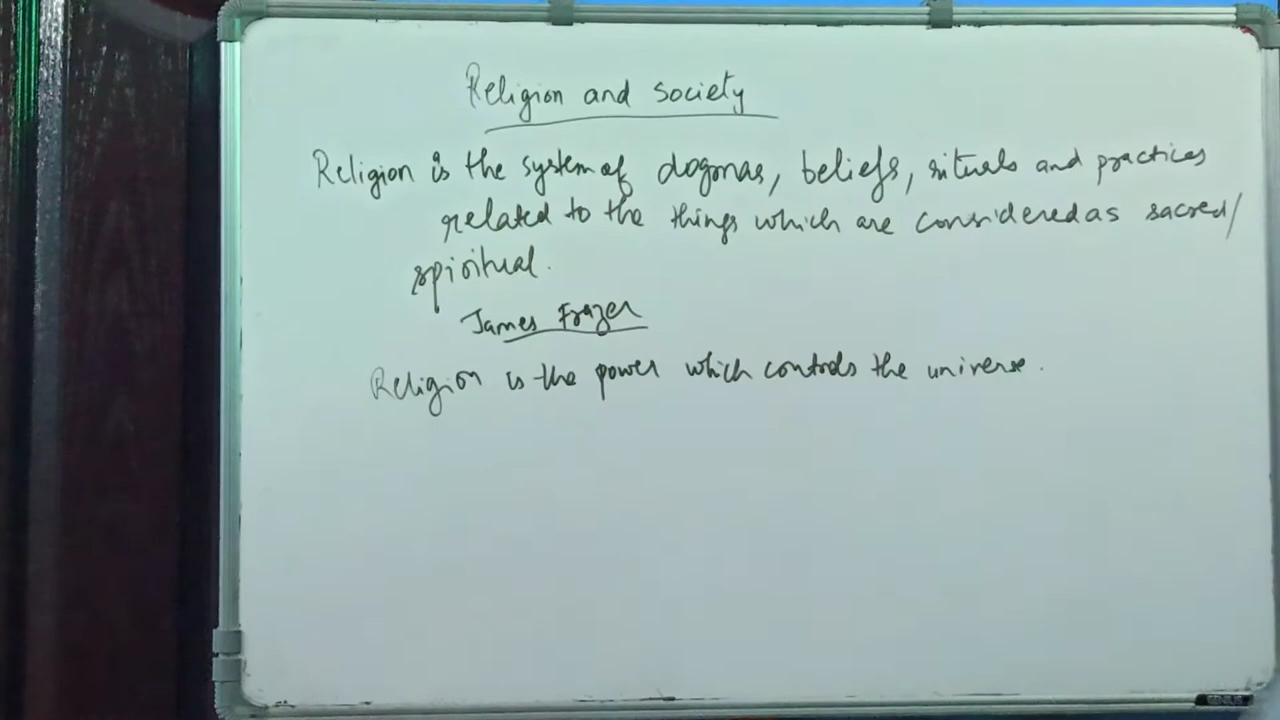 Religion and society
Religion is the system of dogmas, beliefs, rituals and practices
related to the things which are considered as sacred/
spiritual.
James Frazer
Religion is the power which controls the universe.